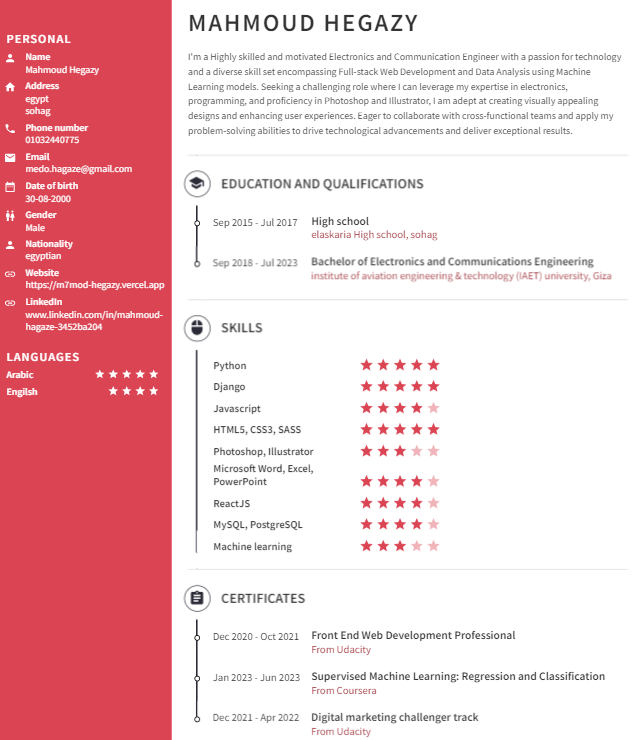 PERSONAL
Name
Mahmoud Hegazy
Address
egypt
sohag
Phone number
01032440775
Email
medo.hagaze@gmail.com
Date of birth
30-08-2000
Gender
Male
Nationality
egyptian
Website
https://m7mod-hegazy.vercel.app
LinkedIn
www.linkedin.com/in/mahmoud-
hagaze-3452ba204
LANGUAGES
Arabic
Engilsh
MAHMOUD HEGAZY
I'm a Highly skilled and motivated Electronics and Communication Engineer with a passion for technology
and a diverse skill set encompassing Full-stack Web Development and Data Analysis using Machine
Learning models. Seeking a challenging role where I can leverage my expertise in electronics,
programming, and proficiency in Photoshop and Illustrator, I am adept at creating visually appealing
designs and enhancing user experiences. Eager to collaborate with cross-functional teams and apply my
problem-solving abilities to drive technological advancements and deliver exceptional results.
EDUCATION AND QUALIFICATIONS
Sep 2015 - Jul 2017 High school
elaskaria High school, sohag
Sep 2018 - Jul 2023 Bachelor of Electronics and Communications Engineering
institute of aviation engineering & technology (IAET) university, Giza
SKILLS
Python
Django
Javascript
HTML5, CSS3, SASS
Photoshop, Illustrator
Microsoft Word, Excel,
PowerPoint
ReactJS
MySQL, PostgreSQL
Machine learning
CERTIFICATES
Dec 2020 - Oct 2021 Front End Web Development Professional
From Udacity
Jan 2023 - Jun 2023 Supervised Machine Learning: Regression and Classification
From Coursera
Dec 2021 - Apr 2022 Digital marketing challenger track
From Udacity